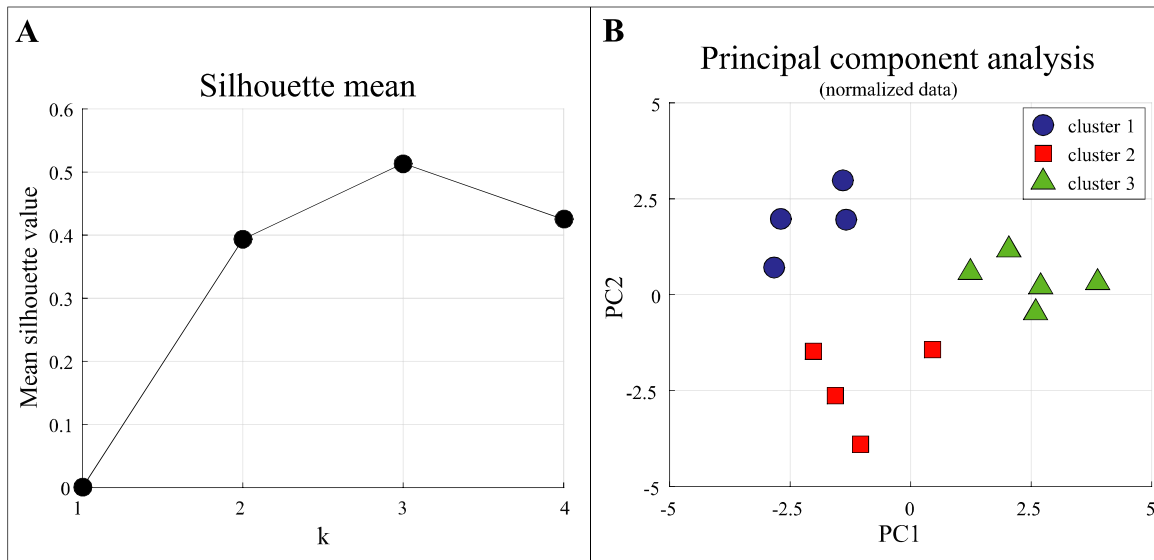 A
Silhouette mean
0.6
0.5
0.4
0.3
0.2
0.1
0
Mean silhouette value
1 2 3 4
k
B
Principal component analysis
(normalized data)
5
2.5
0
-2.5
-5
PC2
cluster 1
cluster 2
cluster 3
-5 -2.5 0 2.5 5
PC1